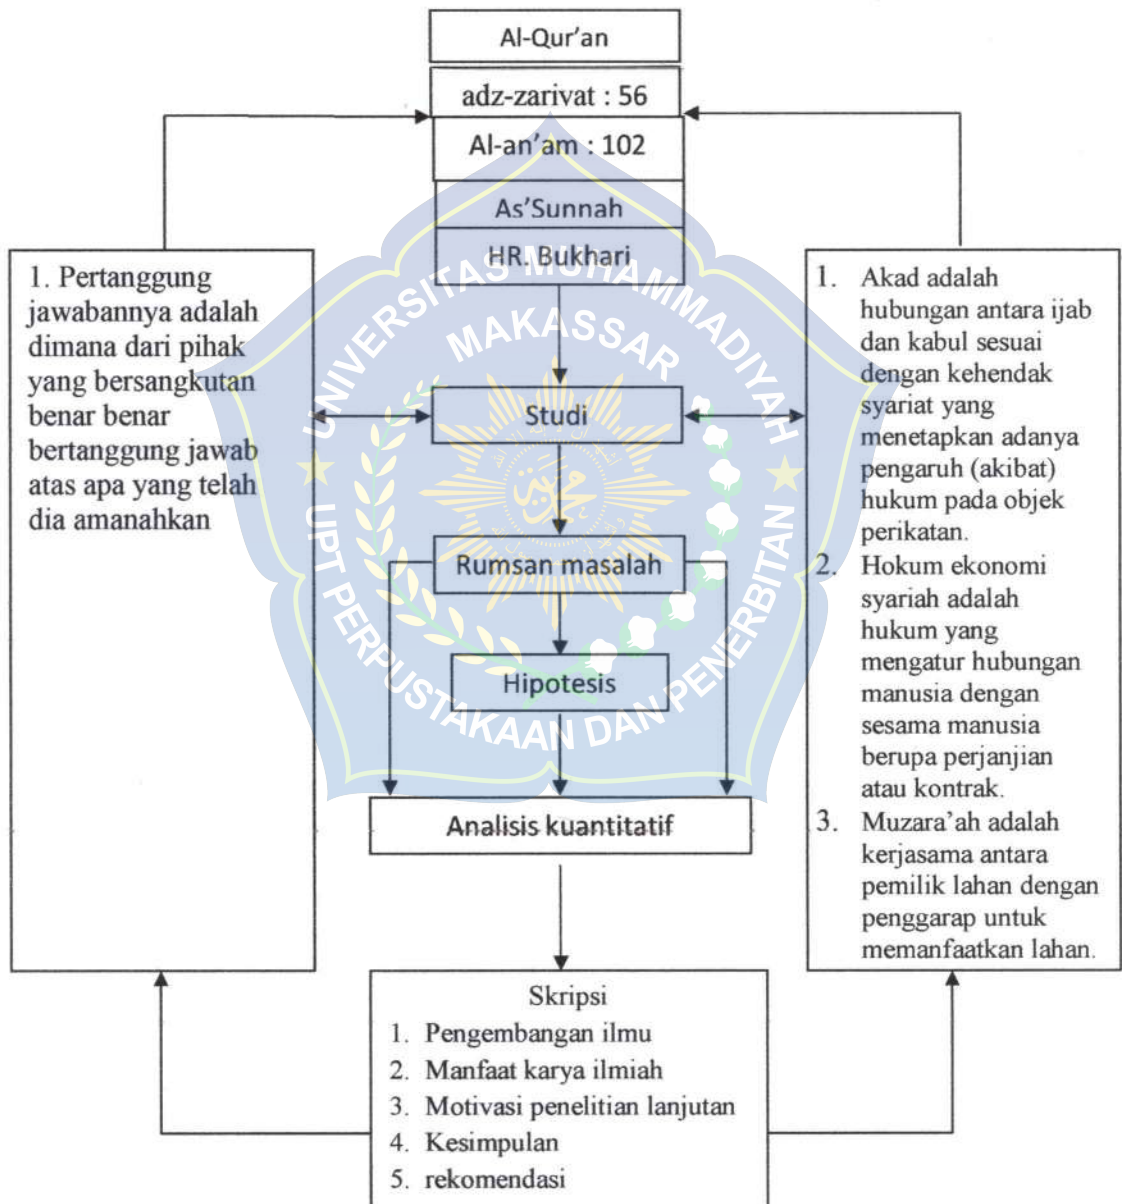 Al-Qur'an
adz-zarivat : 56
Al-an'am : 102
As'Sunnah
HR. Bukhari
1. Pertanggung
jawabannya adalah
dimana dari pihak
yang bersangkutan
benar benar
bertanggung jawab
atas apa yang telah
dia amanahkan
Studi
1. Akad adalah
hubungan antara ijab
dan kabul sesuai
dengan kehendak
syariat yang
menetapkan adanya
pengaruh (akibat)
hukum pada objek
perikatan.
2. Hokum ekonomi
syariah adalah
hukum yang
mengatur hubungan
manusia dengan
sesama manusia
berupa perjanjian
atau kontrak.
3. Muzara'ah adalah
kerjasama antara
pemilik lahan dengan
penggarap untuk
memanfaatkan lahan.
Rumsan masalah
Hipotesis
Analisis kuantitatif
Skripsi
1. Pengembangan ilmu
2. Manfaat karya ilmiah
3. Motivasi penelitian lanjutan
4. Kesimpulan
5. rekomendasi
UNIVERSITAS MUHAMMADIYAH
MAKASSAR
UPT PERPUSTAKAAN DAN PENERBITAN